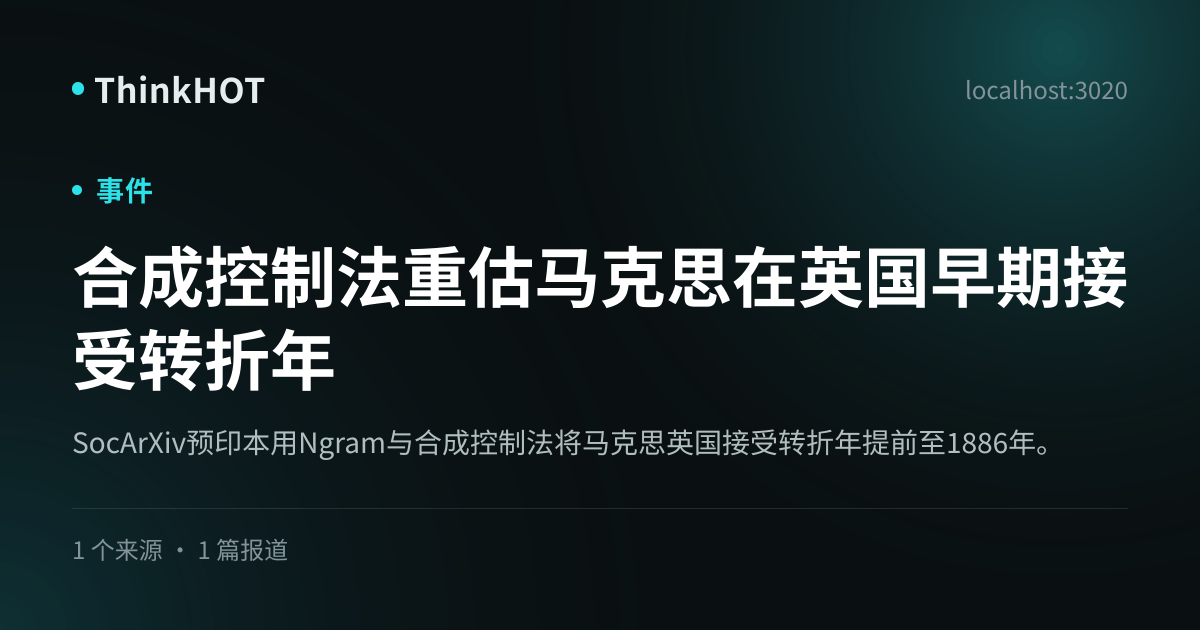 ThinkHOT
localhost:3020
事件
合成控制法重估马克思在英国早期接
受转折年
SocArXiv预印本用Ngram与合成控制法将马克思英国接受转折年提前至1886年。
1 个来源 · 1 篇报道